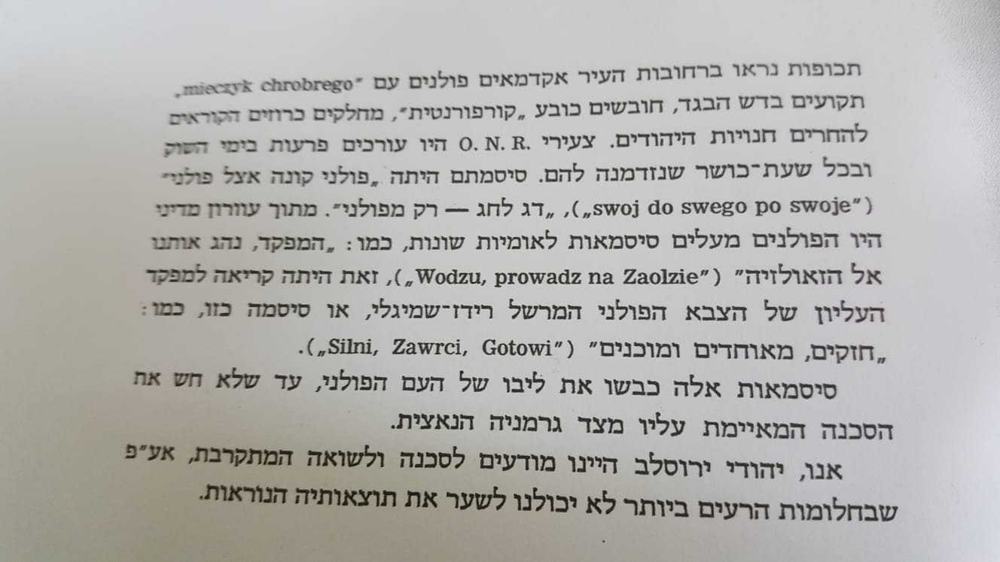 תכופות נראו ברחובות העיר אקדמאים פולנים עם "mieczyk chrobrego„
תקועים בדש הבגד, חובשים כובע „קורפורנטית", מחלקים כרוזים הקוראים
להחרים חנויות היהודים. צעירי O. N. R. היו עורכים פרעות בימי השוק
ובכל שעת־כושר שנזדמנה להם. סיסמתם היתה „פולני קונה אצל פולני"
("swoj do swego po swoje„), „דג לחג — רק מפולני". מתוך עוורון מדיני
היו הפולנים מעלים סיסמאות לאומיות שונות, כמו: „המפקד, נהג אותנו
אל הזאולזיה" ("Wodzu, prowadz na Zaolzie„), זאת היתה קריאה למפקד
העליון של הצבא הפולני המרשל רידז־שמיגלי, או סיסמה כזו, כמו:
„חזקים, מאוחדים ומוכנים" ("Silni, Zawrci, Gotowi„).
סיסמאות אלה כבשו את ליבו של העם הפולני, עד שלא חש את
הסכנה המאיימת עליו מצד גרמניה הנאצית.
אנו, יהודי ירוסלב היינו מודעים לסכנה ולשואה המתקרבת, אע"פ
שבחלומות הרעים ביותר לא יכולנו לשער את תוצאותיה הנוראות.